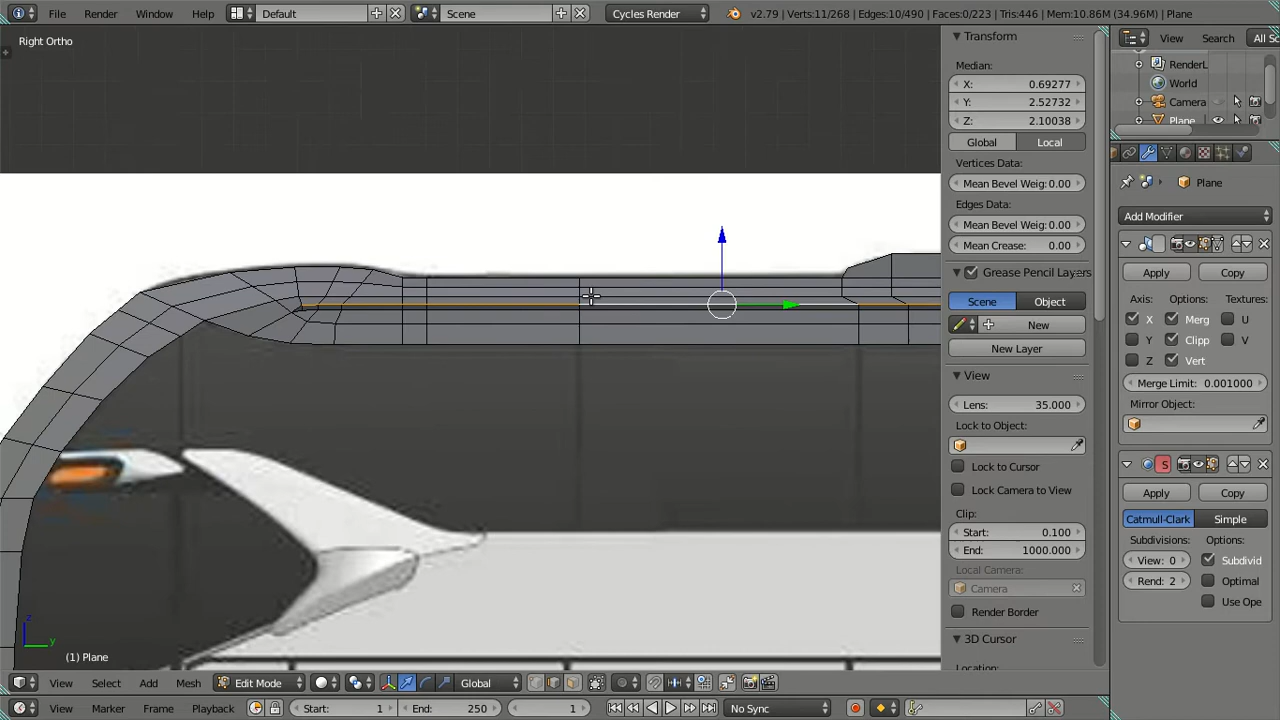 File Render Window Help Default Scene Cycles Render v2.79 | Verts:11/268 | Edges:10/490 | Faces:0/223 | Tris:446 | Mem:10.86M (34.96M) | Plane
Right Ortho
Transform
Median:
X: 0.69277
Y: 2.52732
Z: 2.10038
Global Local
Vertices Data:
Mean Bevel Weig: 0.00
Edges Data:
Mean Bevel Weig: 0.00
Mean Crease: 0.00
Grease Pencil Layers
Scene Object
New
New Layer
View
Lens: 35.000
Lock to Object:
Lock to Cursor
Lock Camera to View
Clip:
Start: 0.100
End: 1000.000
Local Camera:
Camera
Render Border
3D Cursor
Location:
View Search All Sc
RenderL
World
Camera
Plane
Plane
Add Modifier
Apply Copy
Axis: Options: Textures:
X Merg U
Y Clipp V
Z Vert
Merge Limit: 0.001000
Mirror Object:
S
Apply Copy
Catmull-Clark Simple
Subdivisions: Options:
View: 0 Subdivid
Rend: 2 Optimal
Use Ope
z
y
(1) Plane
View Select Add Mesh Edit Mode Global
View Marker Frame Playback Start: 1 End: 250 1 No Sync